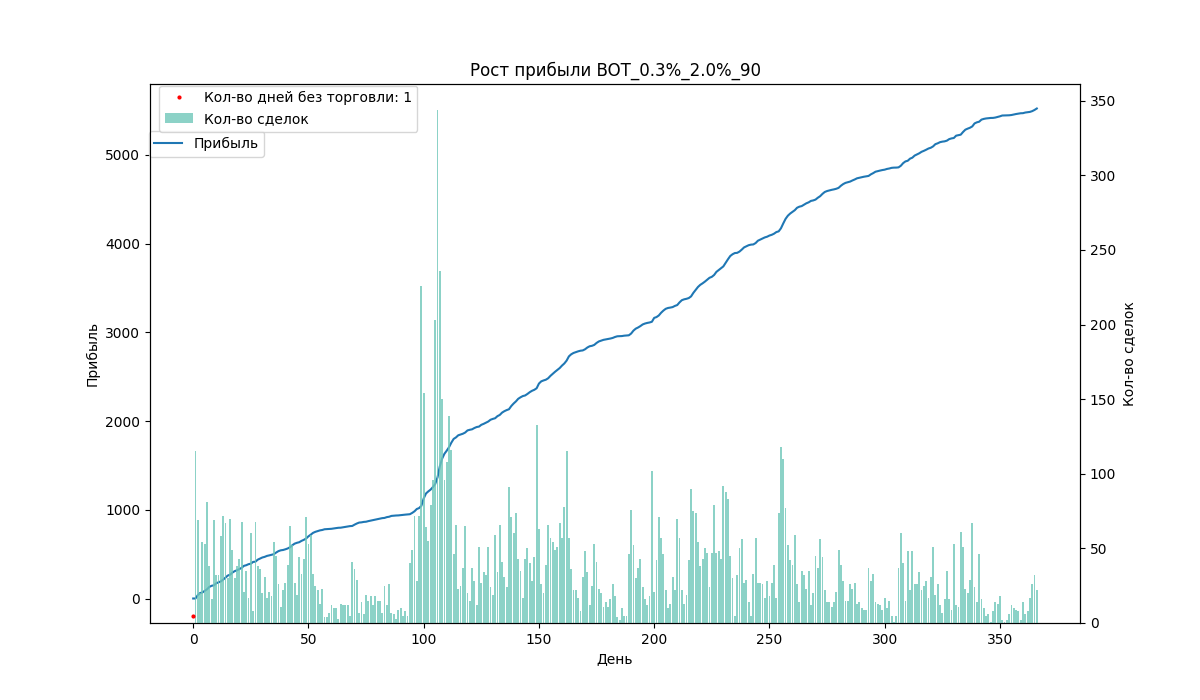 Рост прибыли BOT_0.3%_2.0%_90
Кол-во дней без торговли: 1
Кол-во сделок
Прибыль
5000
4000
3000
2000
1000
0
Прибыль
350
300
250
200
150
100
50
0
Кол-во сделок
0 50 100 150 200 250 300 350
День